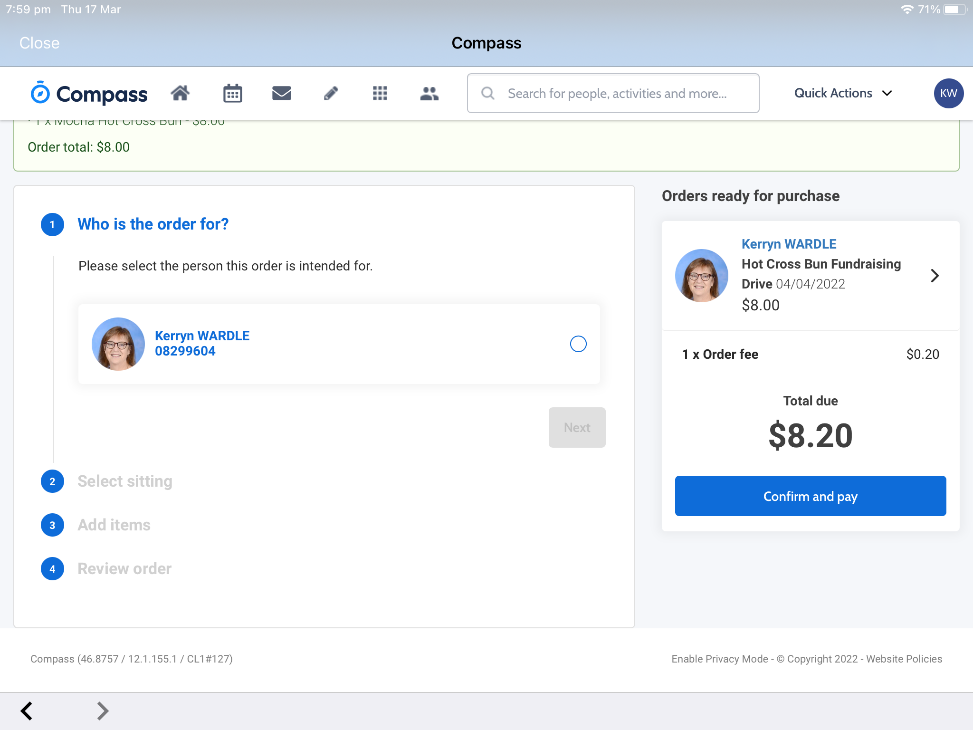 7:59 pm Thu 17 Mar
71%
Close
Compass
Compass
Search for people, activities and more...
Quick Actions
KW
- 1 x Mocha Hot Cross Bun - $8.00
Order total: $8.00
1 Who is the order for?
Please select the person this order is intended for.
Kerryn WARDLE
08299604
Next
2 Select sitting
3 Add items
4 Review order
Orders ready for purchase
Kerryn WARDLE
Hot Cross Bun Fundraising
Drive 04/04/2022
$8.00
1 x Order fee $0.20
Total due
$8.20
Confirm and pay
Compass (46.8757 / 12.1.155.1 / CL1#127)
Enable Privacy Mode - © Copyright 2022 - Website Policies